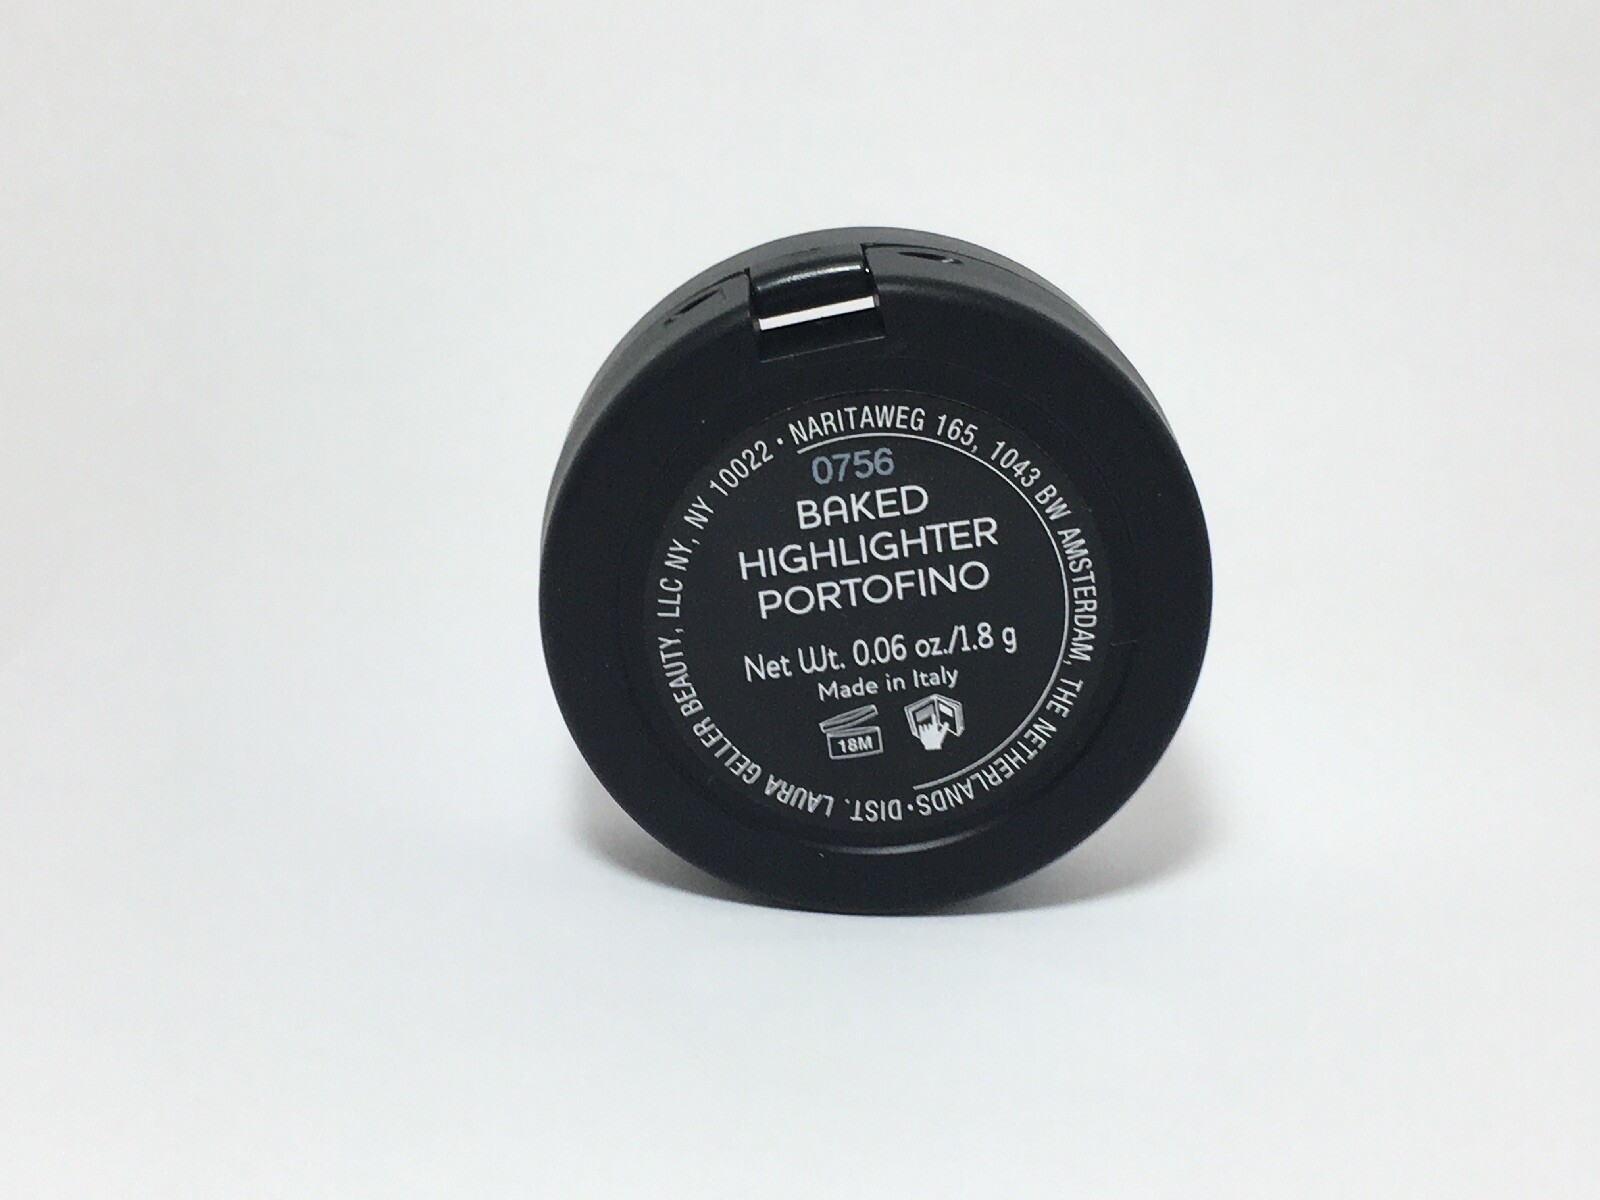 0756
BAKED
HIGHLIGHTER
PORTOFINO
Net Wt. 0.06 oz./1.8 g
Made in Italy
18M
DIST. LAURA GELLER BEAUTY, LLC NY, NY 10022 • NARITAWEG 165, 1043 BW AMSTERDAM, THE NETHERLANDS •